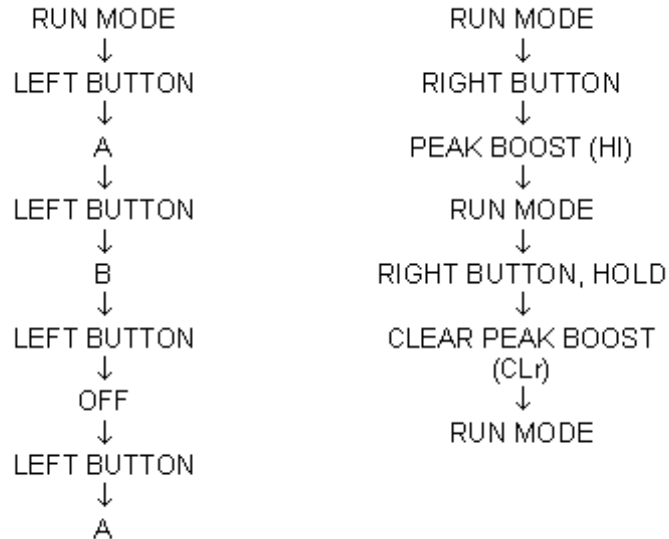 RUN MODE
↓
LEFT BUTTON
↓
A
↓
LEFT BUTTON
↓
B
↓
LEFT BUTTON
↓
OFF
↓
LEFT BUTTON
↓
A
RUN MODE
↓
RIGHT BUTTON
↓
PEAK BOOST (HI)
↓
RUN MODE
↓
RIGHT BUTTON, HOLD
↓
CLEAR PEAK BOOST
(CLr)
↓
RUN MODE